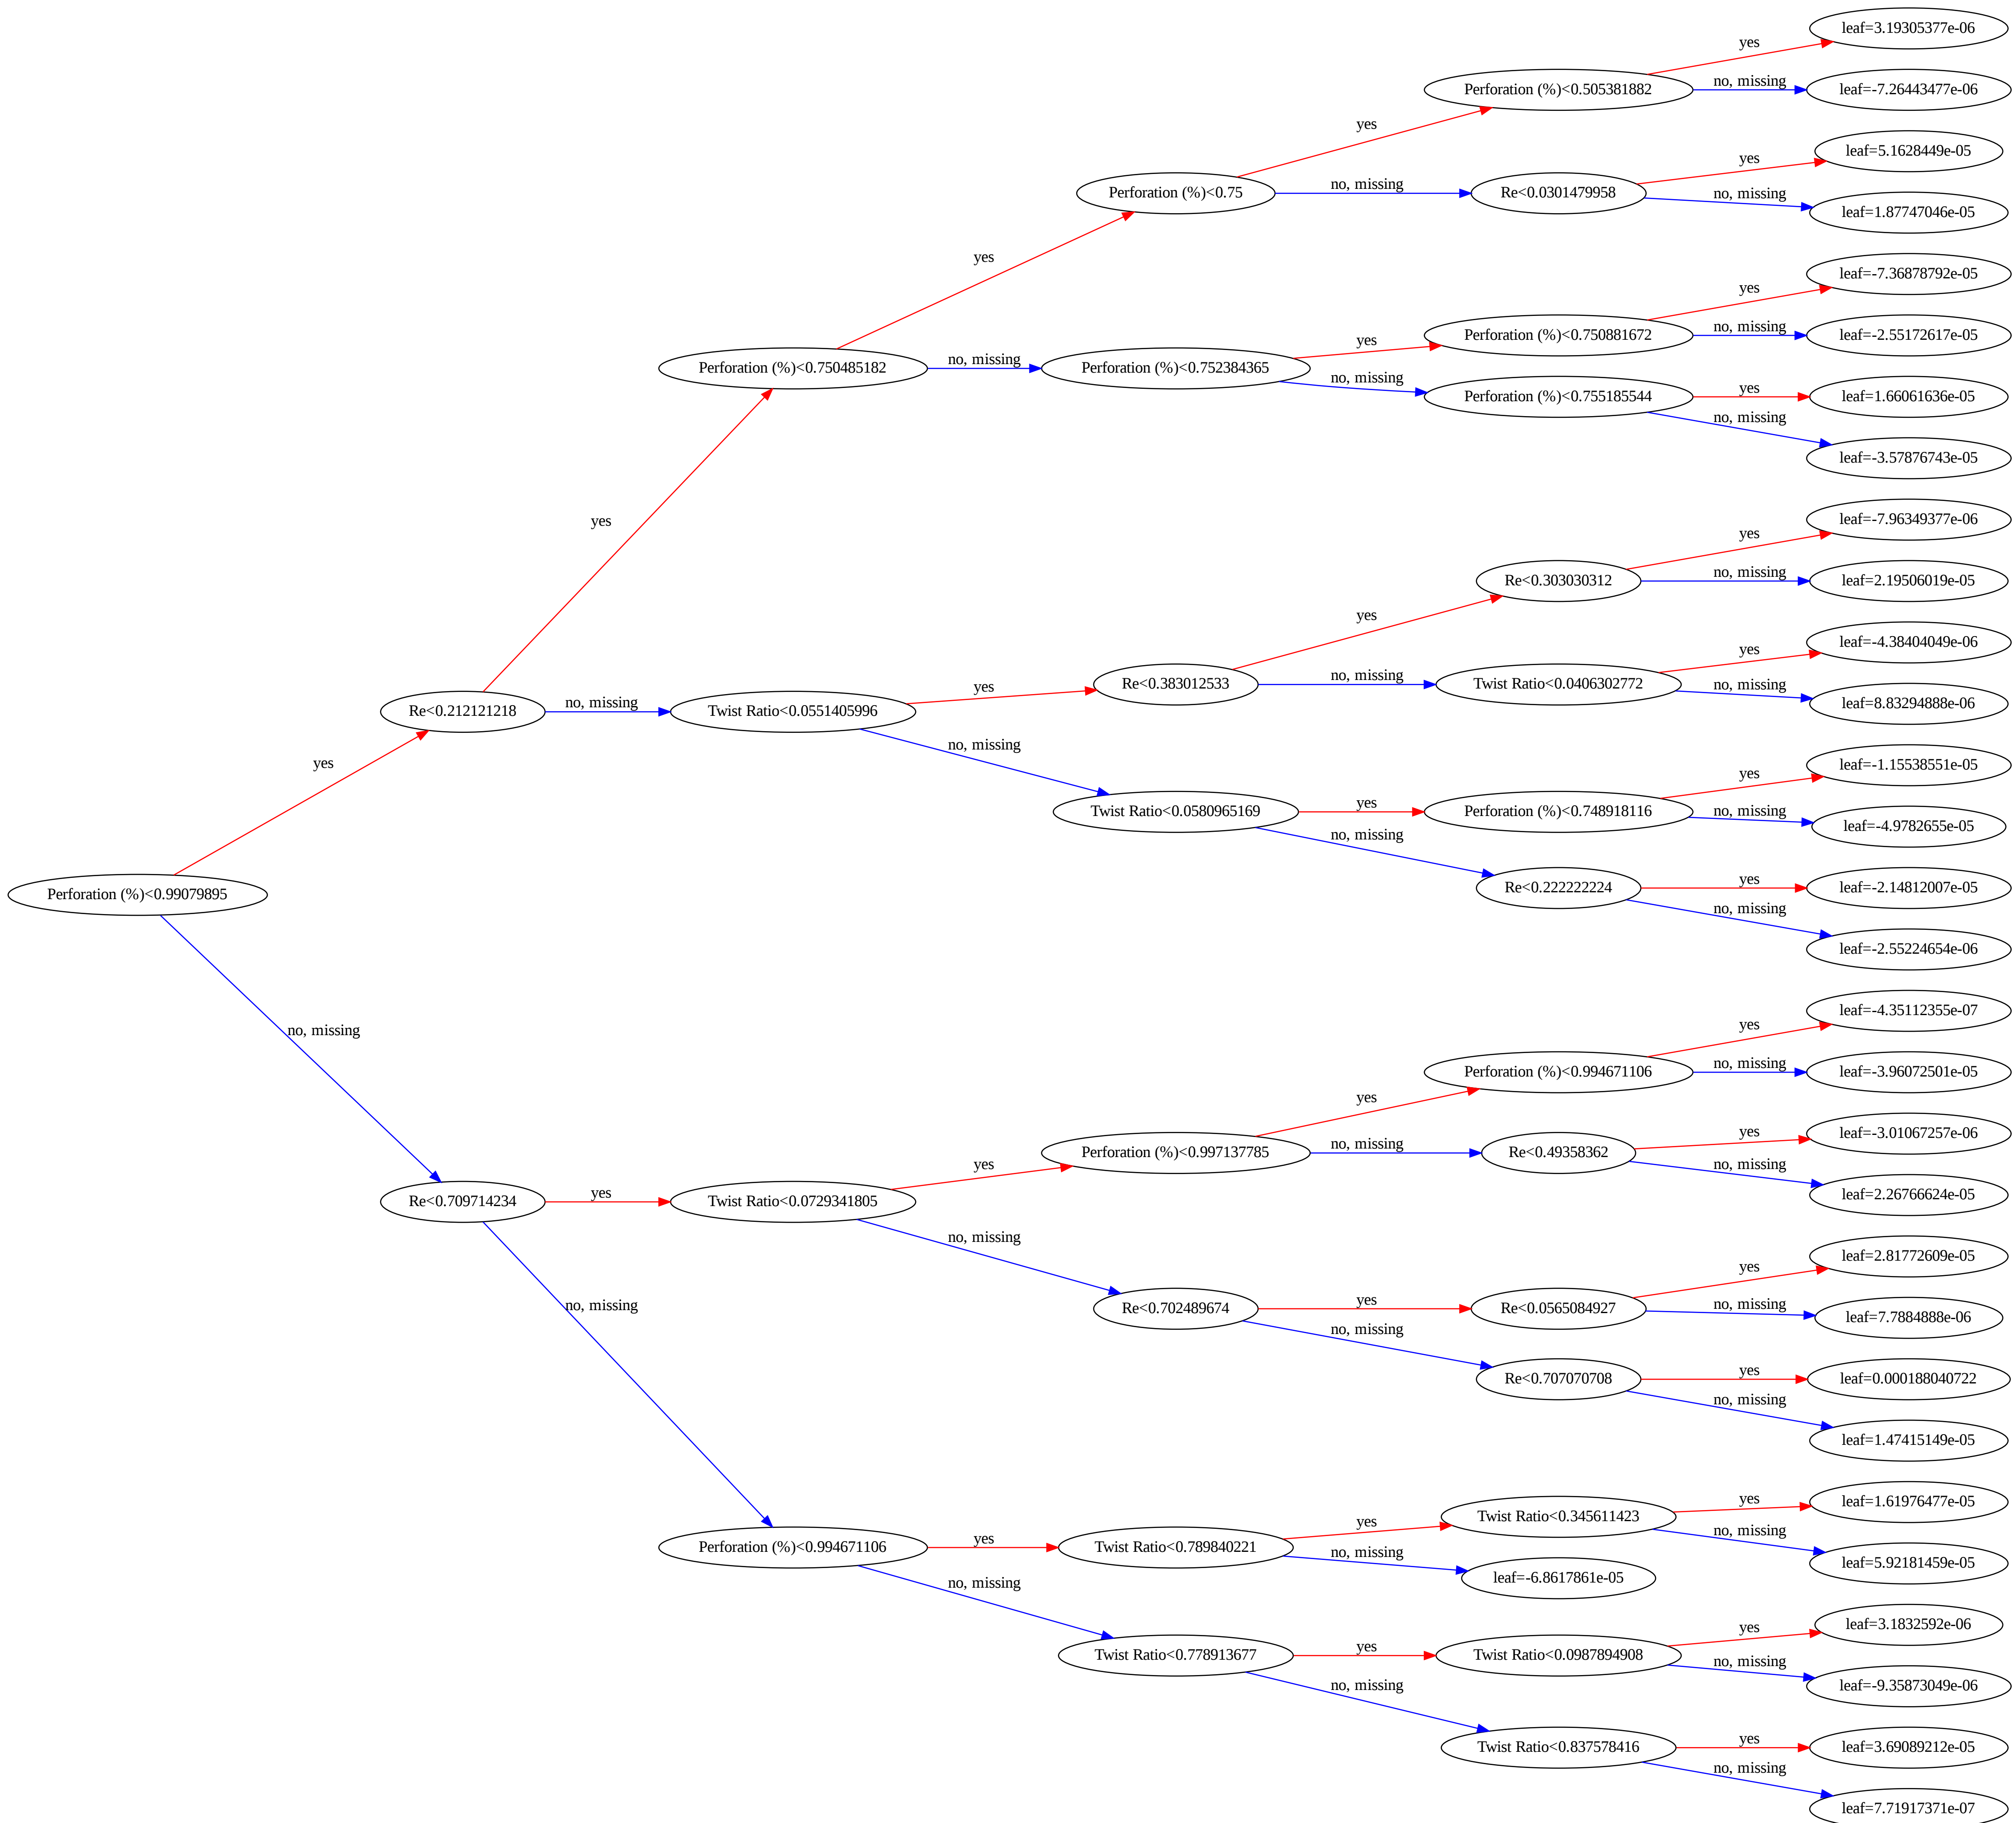 leaf=3.19305377e-06
yes
Perforation (%)<0.505381882
no, missing
leaf=-7.26443477e-06
yes
leaf=5.1628449e-05
yes
Perforation (%)<0.75
no, missing
Re<0.0301479958
no, missing
leaf=1.87747046e-05
yes
leaf=-7.36878792e-05
yes
Perforation (%)<0.750881672
no, missing
leaf=-2.55172617e-05
yes
Perforation (%)<0.750485182
no, missing
Perforation (%)<0.752384365
no, missing
Perforation (%)<0.755185544
yes
leaf=1.66061636e-05
no, missing
leaf=-3.57876743e-05
yes
leaf=-7.96349377e-06
yes
Re<0.303030312
no, missing
leaf=2.19506019e-05
yes
leaf=-4.38404049e-06
yes
Re<0.383012533
no, missing
Twist Ratio<0.0406302772
no, missing
leaf=8.83294888e-06
yes
Re<0.212121218
no, missing
Twist Ratio<0.0551405996
yes
no, missing
leaf=-1.15538551e-05
yes
Twist Ratio<0.0580965169
yes
Perforation (%)<0.748918116
no, missing
leaf=-4.9782655e-05
no, missing
Re<0.222222224
yes
leaf=-2.14812007e-05
no, missing
leaf=-2.55224654e-06
Perforation (%)<0.99079895
no, missing
leaf=-4.35112355e-07
yes
Perforation (%)<0.994671106
no, missing
leaf=-3.96072501e-05
yes
leaf=-3.01067257e-06
yes
Perforation (%)<0.997137785
no, missing
Re<0.49358362
no, missing
leaf=2.26766624e-05
yes
Re<0.709714234
yes
Twist Ratio<0.0729341805
no, missing
leaf=2.81772609e-05
yes
Re<0.702489674
yes
Re<0.0565084927
no, missing
leaf=7.7884888e-06
no, missing
Re<0.707070708
yes
leaf=0.000188040722
no, missing
leaf=1.47415149e-05
no, missing
leaf=1.61976477e-05
yes
Twist Ratio<0.345611423
yes
Perforation (%)<0.994671106
yes
Twist Ratio<0.789840221
no, missing
leaf=5.92181459e-05
no, missing
leaf=-6.8617861e-05
no, missing
leaf=3.1832592e-06
yes
Twist Ratio<0.778913677
yes
Twist Ratio<0.0987894908
no, missing
leaf=-9.35873049e-06
no, missing
Twist Ratio<0.837578416
yes
leaf=3.69089212e-05
no, missing
leaf=7.71917371e-07